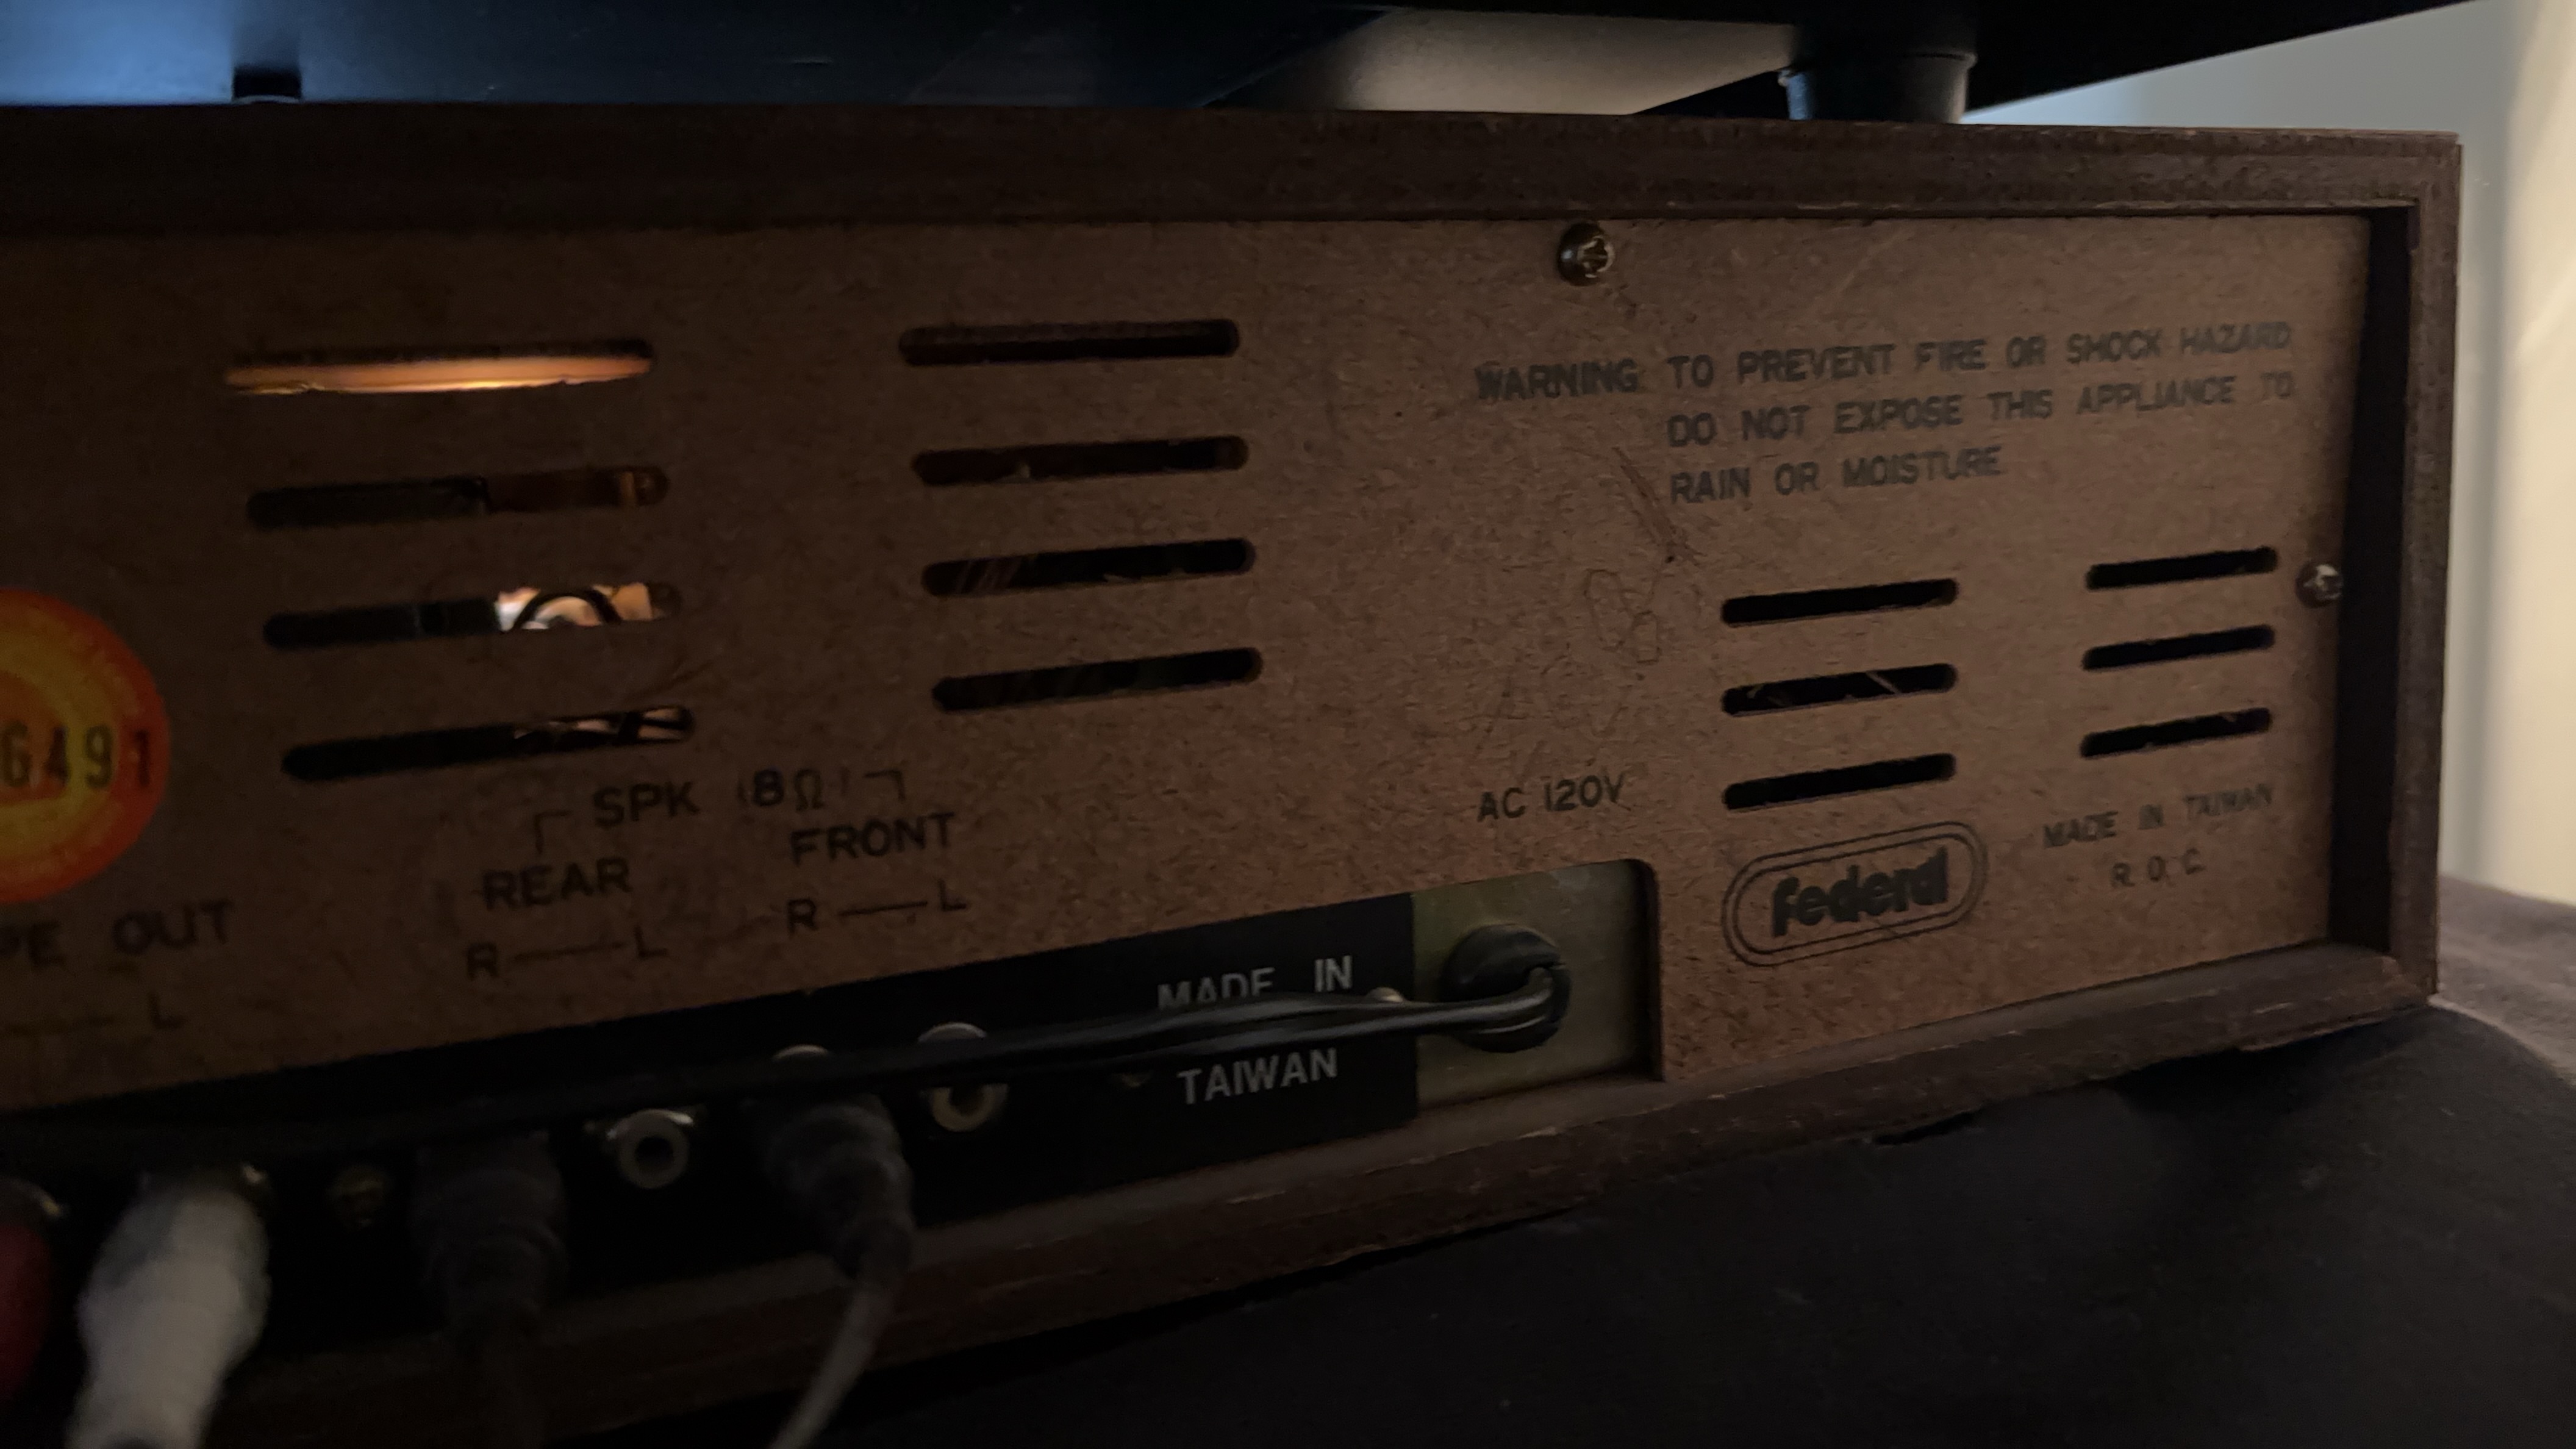 WARNING: TO PREVENT FIRE OR SHOCK HAZARD
DO NOT EXPOSE THIS APPLIANCE TO
RAIN OR MOISTURE
6491
SPK (8Ω)
REAR FRONT
R L R L
OUT
L
AC 120V
federal
MADE IN TAIWAN
R.O.C.
MADE IN
TAIWAN